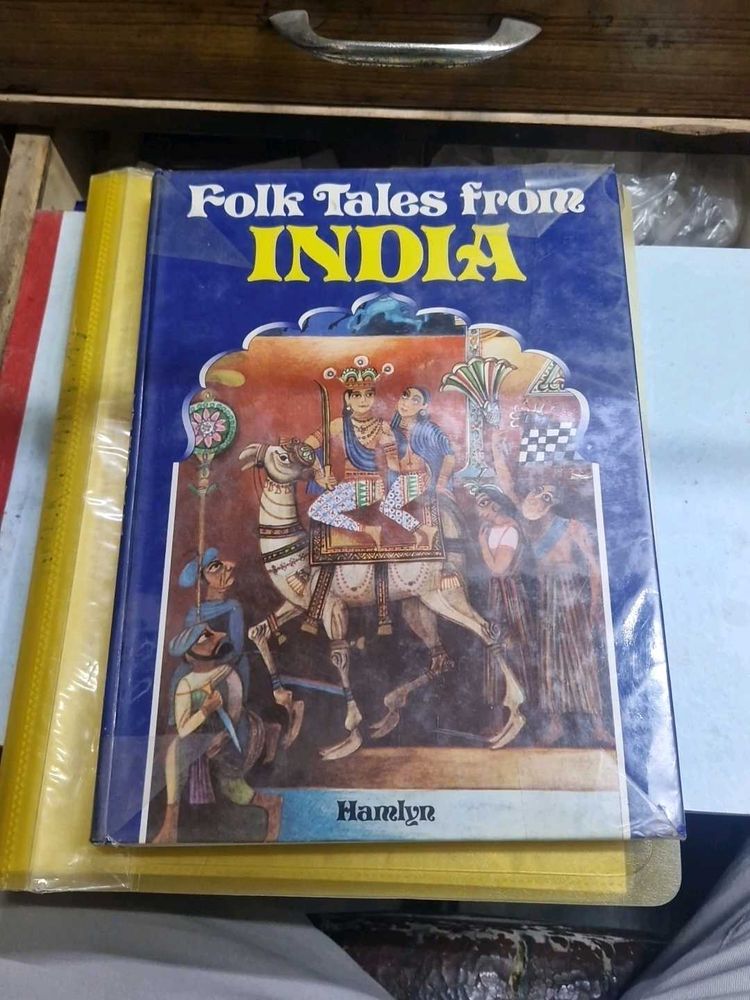 Folk Tales from
INDIA
Hamlyn